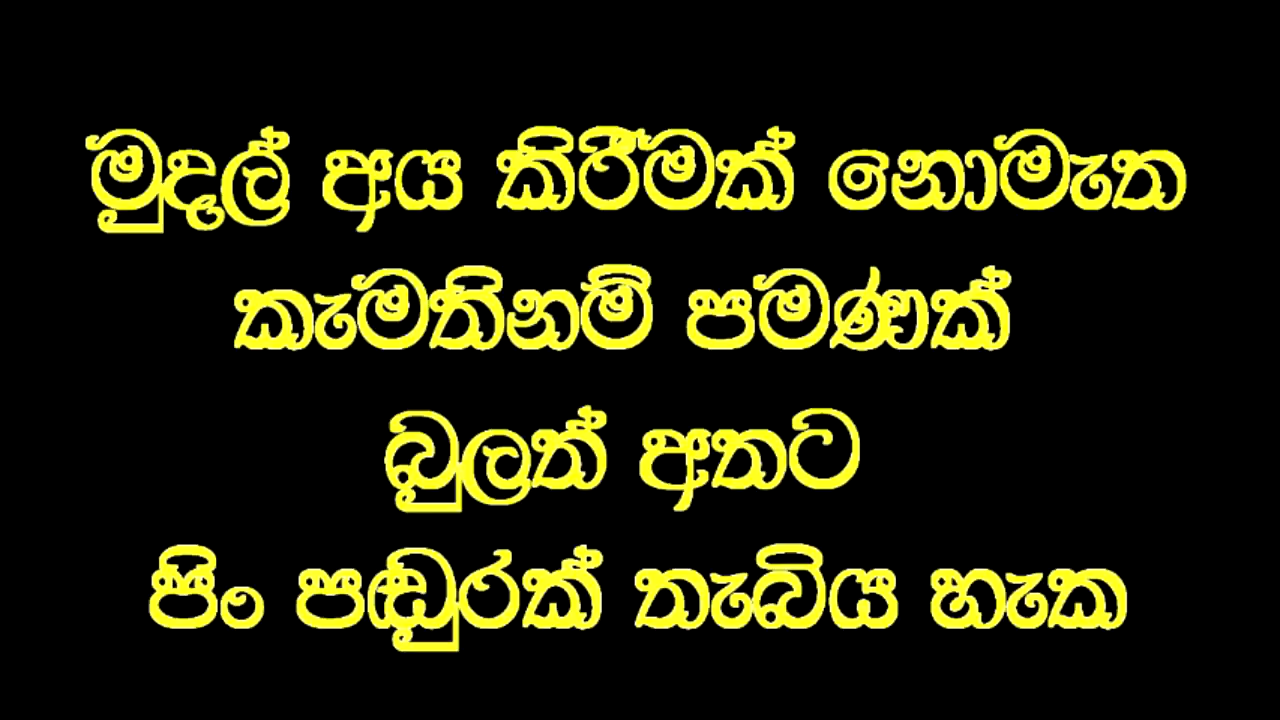 මුදල් අය කිරීමක් නොමැත
කැමතිනම් පමණක්
බුලත් අතට
පිං පඬුරක් තැබිය හැක